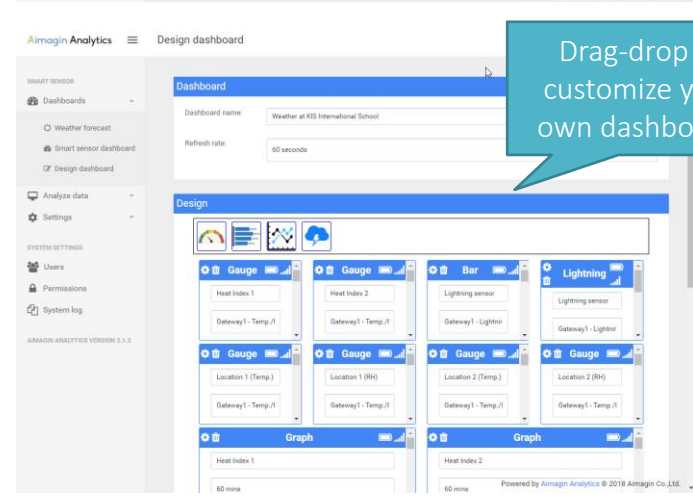 Aimagin Analytics
Design dashboard
Drag-drop
customize y
own dashbo
SMART SENSOR
Dashboards
Weather forecast
Smart sensor dashboard
Design dashboard
Analyze data
Settings
SYSTEM SETTINGS
Users
Permissions
System log
AIMAGIN ANALYTICS VERSION 3.1.3
Dashboard
Dashboard name:
Weather at KIS International School
Refresh rate:
60 seconds
Design
Gauge
Heat Index 1
Gateway1 - Temp./I
Gauge
Heat Index 2
Gateway1 - Temp./I
Bar
Lightning sensor
Gateway1 - Lightnir
Lightning
Lightning sensor
Gateway1 - Lightnir
Gauge
Location 1 (Temp.)
Gateway1 - Temp./I
Gauge
Location 1 (RH)
Gateway1 - Temp./I
Gauge
Location 2 (Temp.)
Gateway1 - Temp./I
Gauge
Location 2 (RH)
Gateway1 - Temp./I
Graph
Heat Index 1
60 mins
Graph
Heat Index 2
60 mins
Powered by Aimagin Analytics © 2018 Aimagin Co.,Ltd.